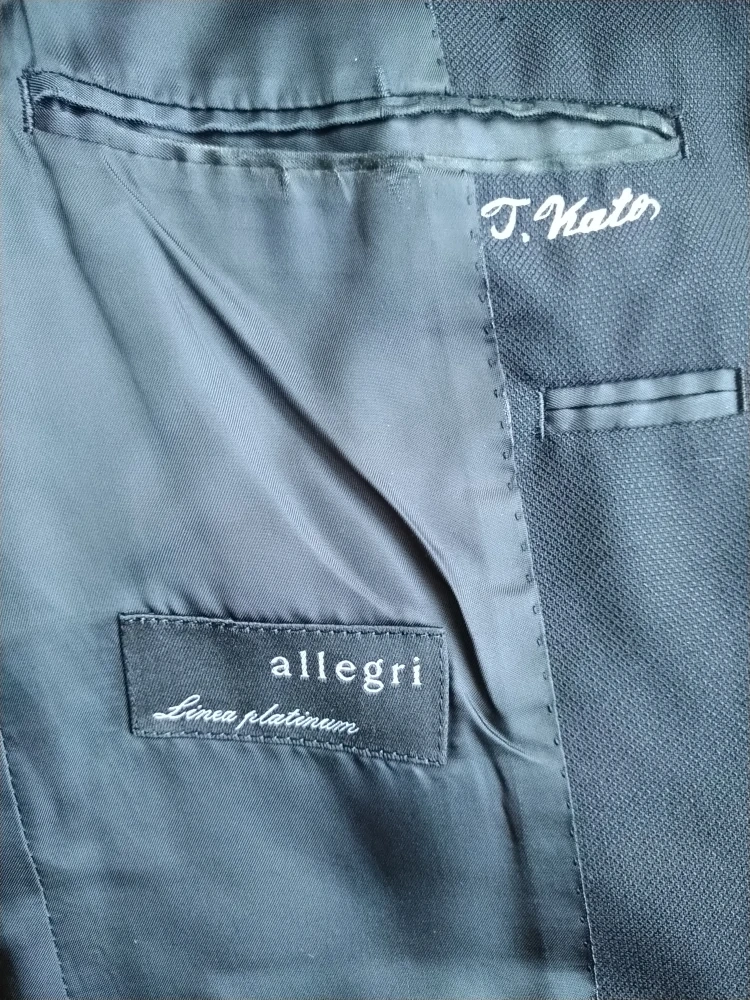 T. Kato
allegri
Linea platinum